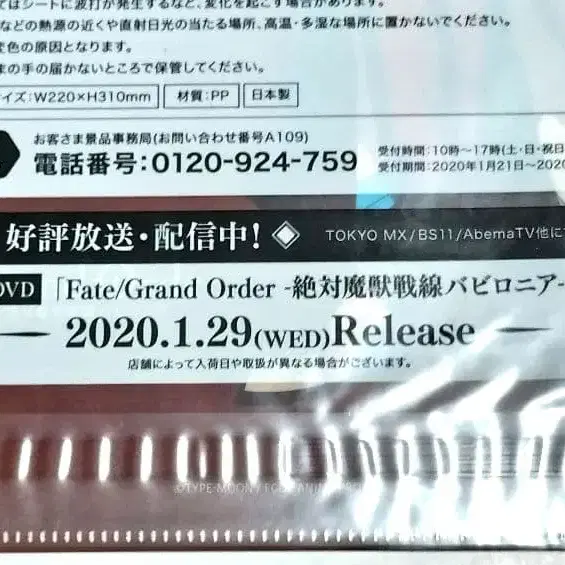 てはシートに波打が発生するなど、変化を起こす場合があります。
などの熱源の近くや直射日光の当たる場所、高温・多湿な場所に置かないでください。
変色の原因となります。
まの手の届かないところで保管してください。
イズ:W220×H310mm 材質:PP 日本製
お客さま景品事務局(お問い合わせ番号A109)
電話番号:0120-924-759
受付時間:10時〜17時(土・日・祝日
受付期間:2020年1月21日〜2020
好評放送・配信中! TOKYO MX/BS11/AbemaTV他に
DVD 「Fate/Grand Order -絶対魔獣戦線バビロニア-
2020.1.29(WED)Release
店舗によって入荷日や取扱が異なる場合がございます。
©TYPE-MOON / FGO